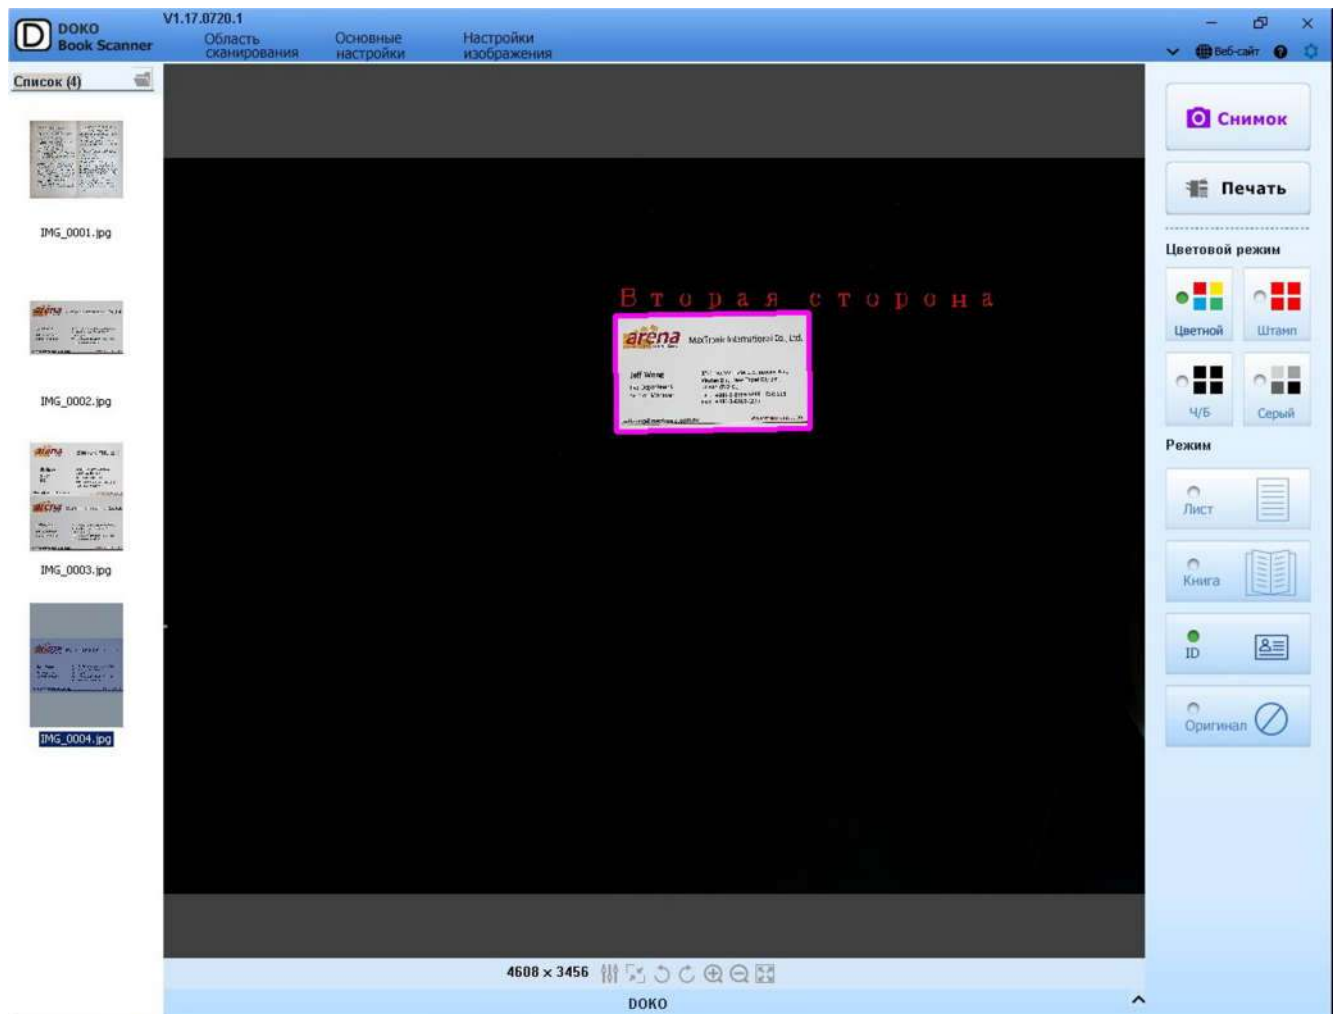 V1.17.0720.1
DOKO
Book Scanner
Область
сканирования
Основные
настройки
Настройки
изображения
Веб-сайт
Список (4)
IMG_0001.jpg
IMG_0002.jpg
IMG_0003.jpg
IMG_0004.jpg
Вторая сторона
arena
MaxTronic International Co., Ltd.
Jeff Wang
Снимок
Печать
Цветовой режим
Цветной
Штамп
Ч/Б
Серый
Режим
Лист
Книга
ID
Оригинал
4608 x 3456
DOKO